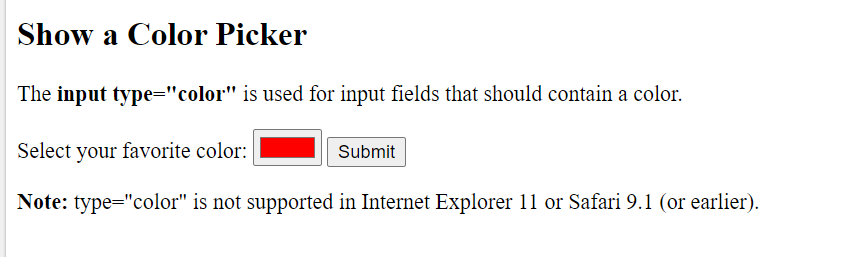 Show a Color Picker
The input type="color" is used for input fields that should contain a color.
Select your favorite color: Submit
Note: type="color" is not supported in Internet Explorer 11 or Safari 9.1 (or earlier).